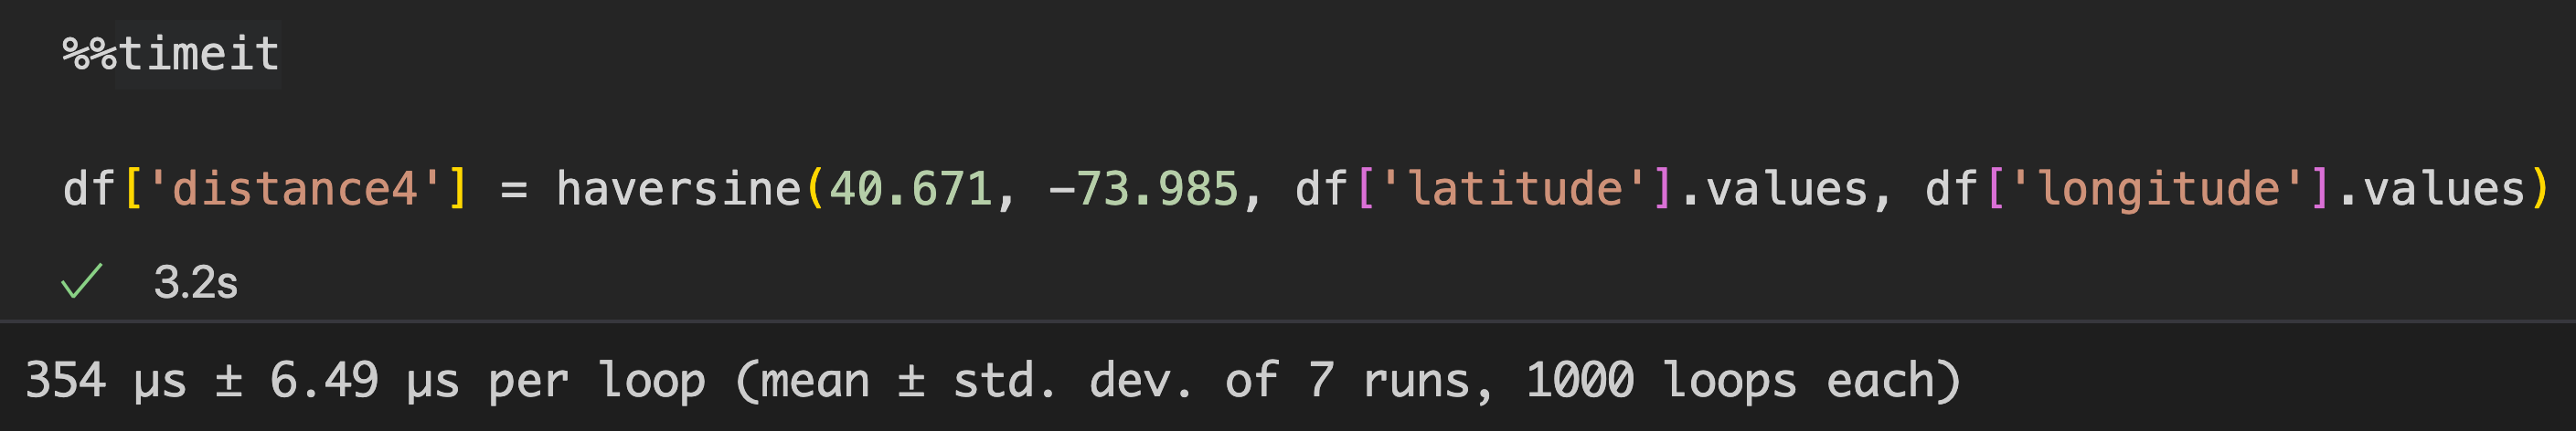 %%timeit
df['distance4'] = haversine(40.671, -73.985, df['latitude'].values, df['longitude'].values)
3.2s
354 µs ± 6.49 µs per loop (mean ± std. dev. of 7 runs, 1000 loops each)